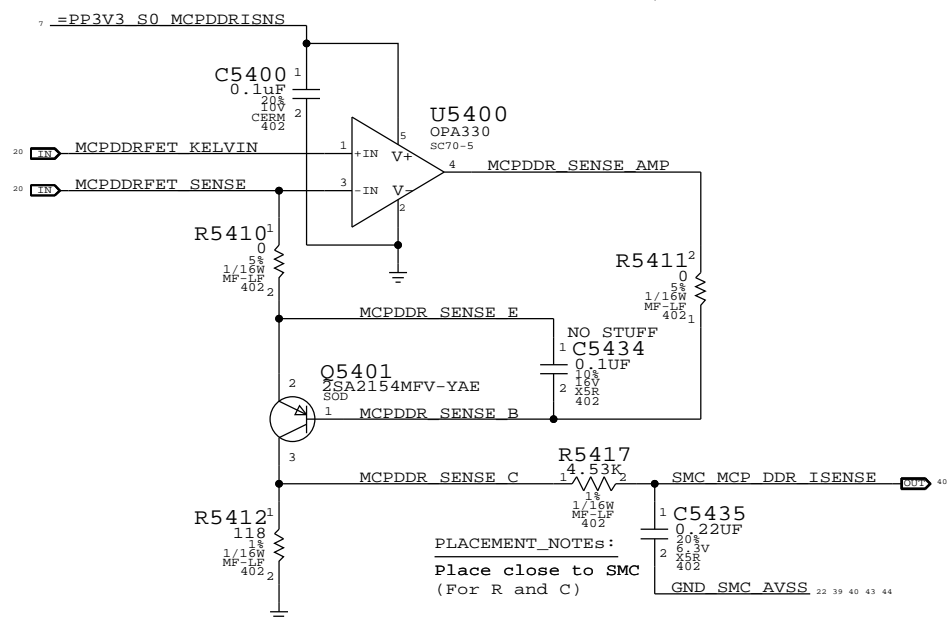 7 =PP3V3_S0_MCPDDRISNS
C5400 1
0.1uF
20%
10V 2
CERM
402
U5400
OPA330
SC70-5
20 IN MCPDDRFET_KELVIN 1 +IN V+ 5
4 MCPDDR_SENSE_AMP
20 IN MCPDDRFET_SENSE 3 -IN V- 2
R5410 1
0
5%
1/16W
MF-LF
402 2
R5411 2
0
5%
1/16W
MF-LF
402 1
MCPDDR_SENSE_E
NO STUFF
1 C5434
0.1UF
10%
2 16V
X5R
402
Q5401
2 2SA2154MFV-YAE
SOD
1 MCPDDR_SENSE_B
3
R5417
MCPDDR_SENSE_C 1 4.53K 2 SMC_MCP_DDR_ISENSE OUT 40
1%
1/16W
MF-LF
402
R5412 1
118
1%
1/16W
MF-LF
402 2
1 C5435
0.22UF
20%
2 6.3V
X5R
402
PLACEMENT_NOTEs:
Place close to SMC
(For R and C)
GND_SMC_AVSS 22 39 40 43 44